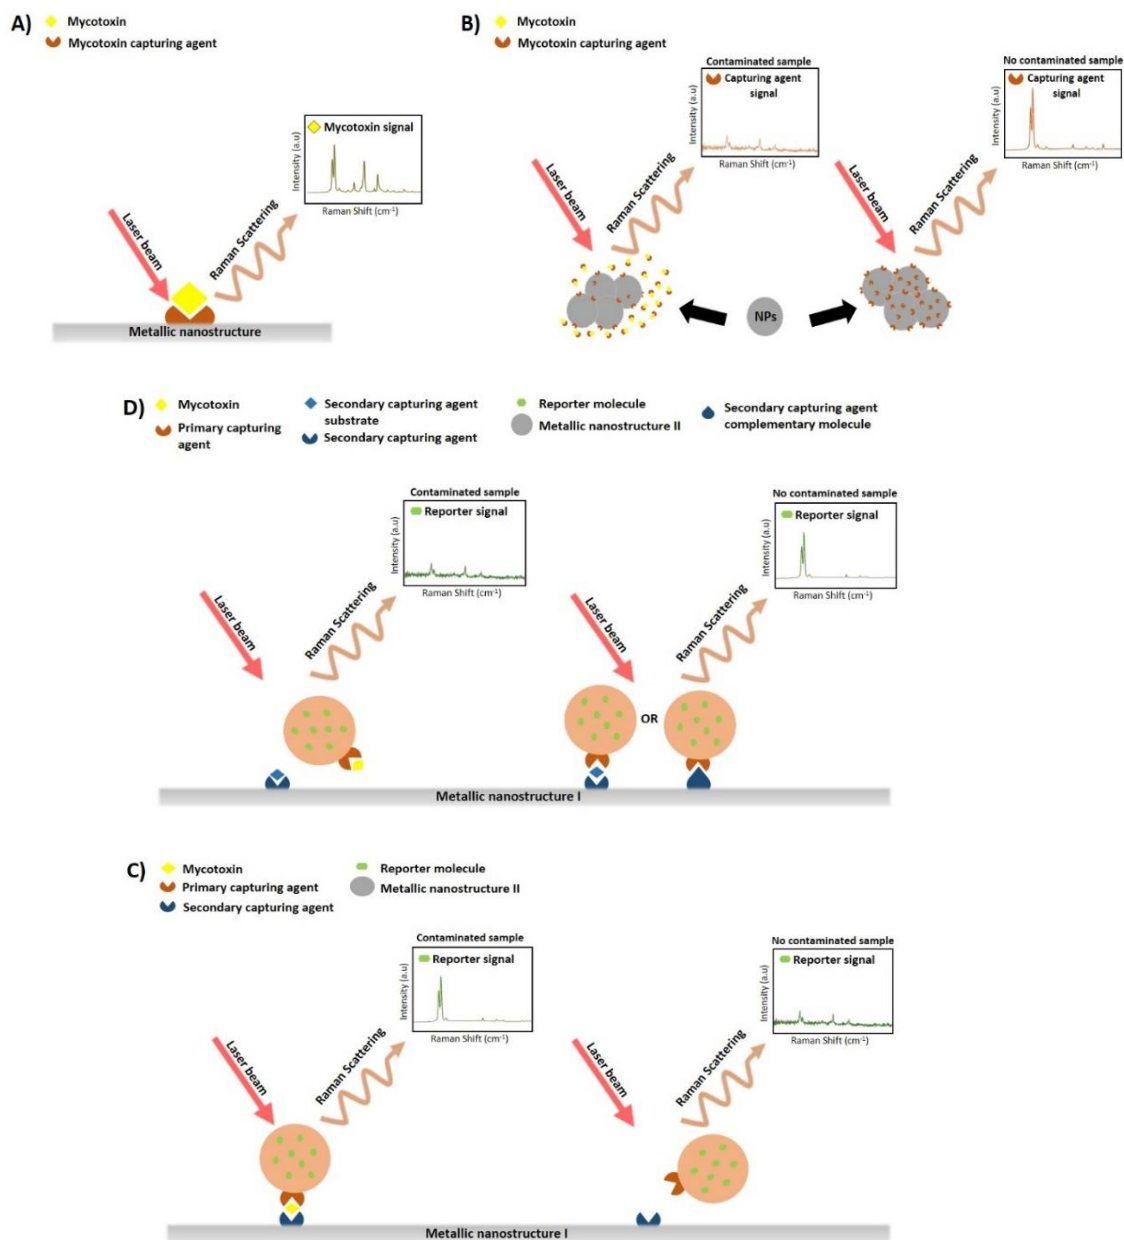 A)
Mycotoxin
Mycotoxin capturing agent
Mycotoxin signal
Intensity (a.u)
Raman Shift (cm⁻¹)
Laser beam
Raman Scattering
Metallic nanostructure
B)
Mycotoxin
Mycotoxin capturing agent
Contaminated sample
Capturing agent
signal
Intensity (a.u)
Raman Shift (cm⁻¹)
Laser beam
Raman Scattering
No contaminated sample
Capturing agent
signal
Intensity (a.u)
Raman Shift (cm⁻¹)
Laser beam
Raman Scattering
NPs
D)
Mycotoxin
Primary capturing
agent
Secondary capturing agent
substrate
Secondary capturing agent
Reporter molecule
Metallic nanostructure II
Secondary capturing agent
complementary molecule
Contaminated sample
Reporter signal
Intensity (a.u)
Raman Shift (cm⁻¹)
Laser beam
Raman Scattering
No contaminated sample
Reporter signal
Intensity (a.u)
Raman Shift (cm⁻¹)
Laser beam
Raman Scattering
OR
Metallic nanostructure I
C)
Mycotoxin
Primary capturing agent
Secondary capturing agent
Reporter molecule
Metallic nanostructure II
Contaminated sample
Reporter signal
Intensity (a.u)
Raman Shift (cm⁻¹)
Laser beam
Raman Scattering
No contaminated sample
Reporter signal
Intensity (a.u)
Raman Shift (cm⁻¹)
Laser beam
Raman Scattering
Metallic nanostructure I